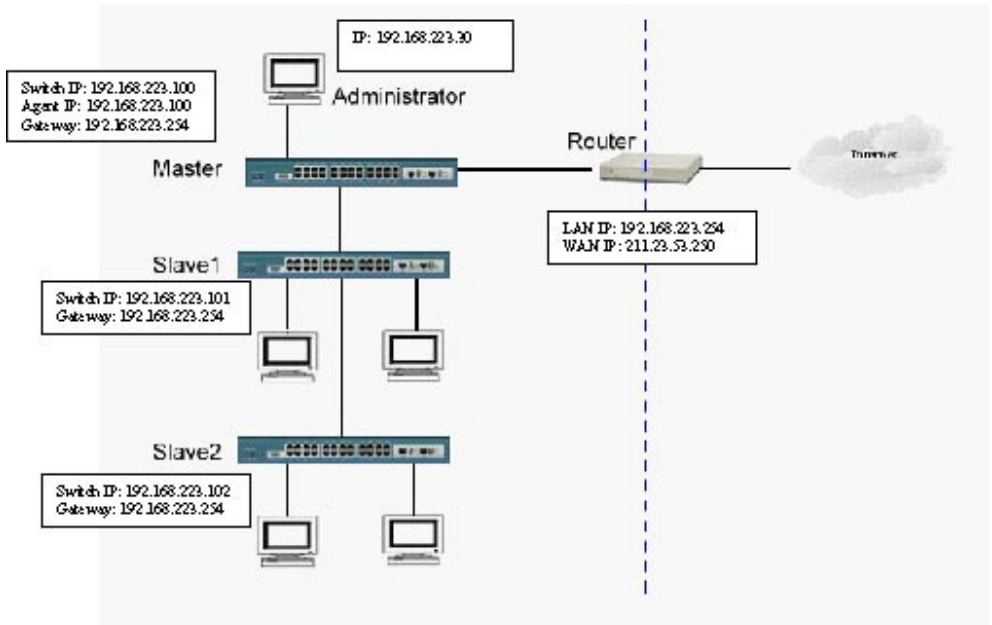 IP: 192.168.223.30
Switch IP: 192.168.223.100
Agent IP: 192.168.223.100
Gateway: 192.168.223.254
Administrator
Master
Router
Internet
LAN IP: 192.168.223.254
WAN IP: 211.23.53.250
Slave1
Switch IP: 192.168.223.101
Gateway: 192.168.223.254
Slave2
Switch IP: 192.168.223.102
Gateway: 192.168.223.254